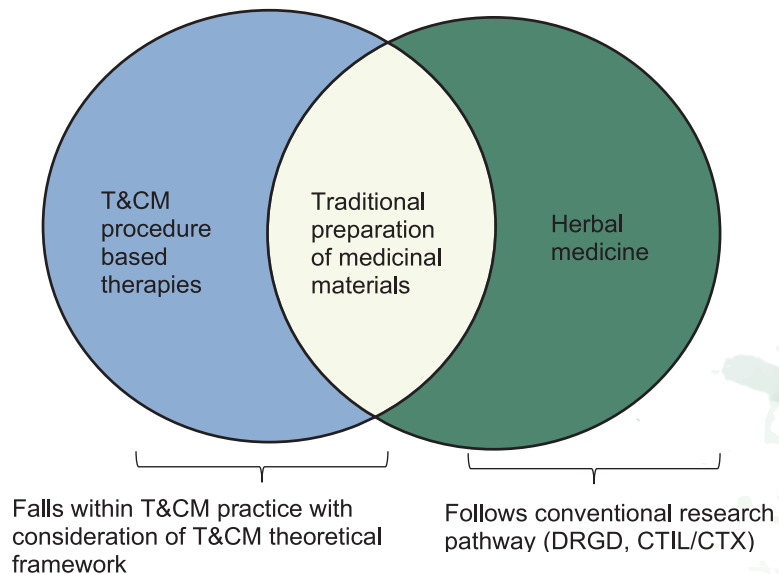 T&CM
procedure
based
therapies
Traditional
preparation
of medicinal
materials
Herbal
medicine
Falls within T&CM practice with
consideration of T&CM theoretical
framework
Follows conventional research
pathway (DRGD, CTIL/CTX)